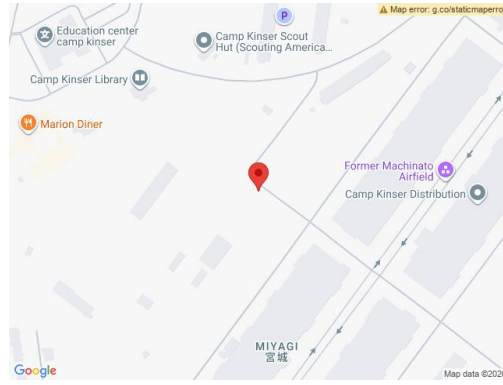 Map error: g.co/staticmaperro
P
Education center
camp kinser
Camp Kinser Scout
Hut (Scouting America...
Camp Kinser Library
Marion Diner
Former Machinato
Airfield
Camp Kinser Distribution
MIYAGI
宮城
Google
Map data ©202